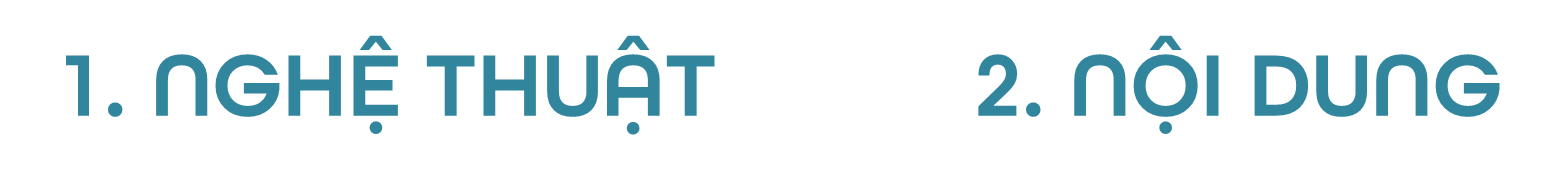 1. NGHỆ THUẬT
2. NỘI DUNG